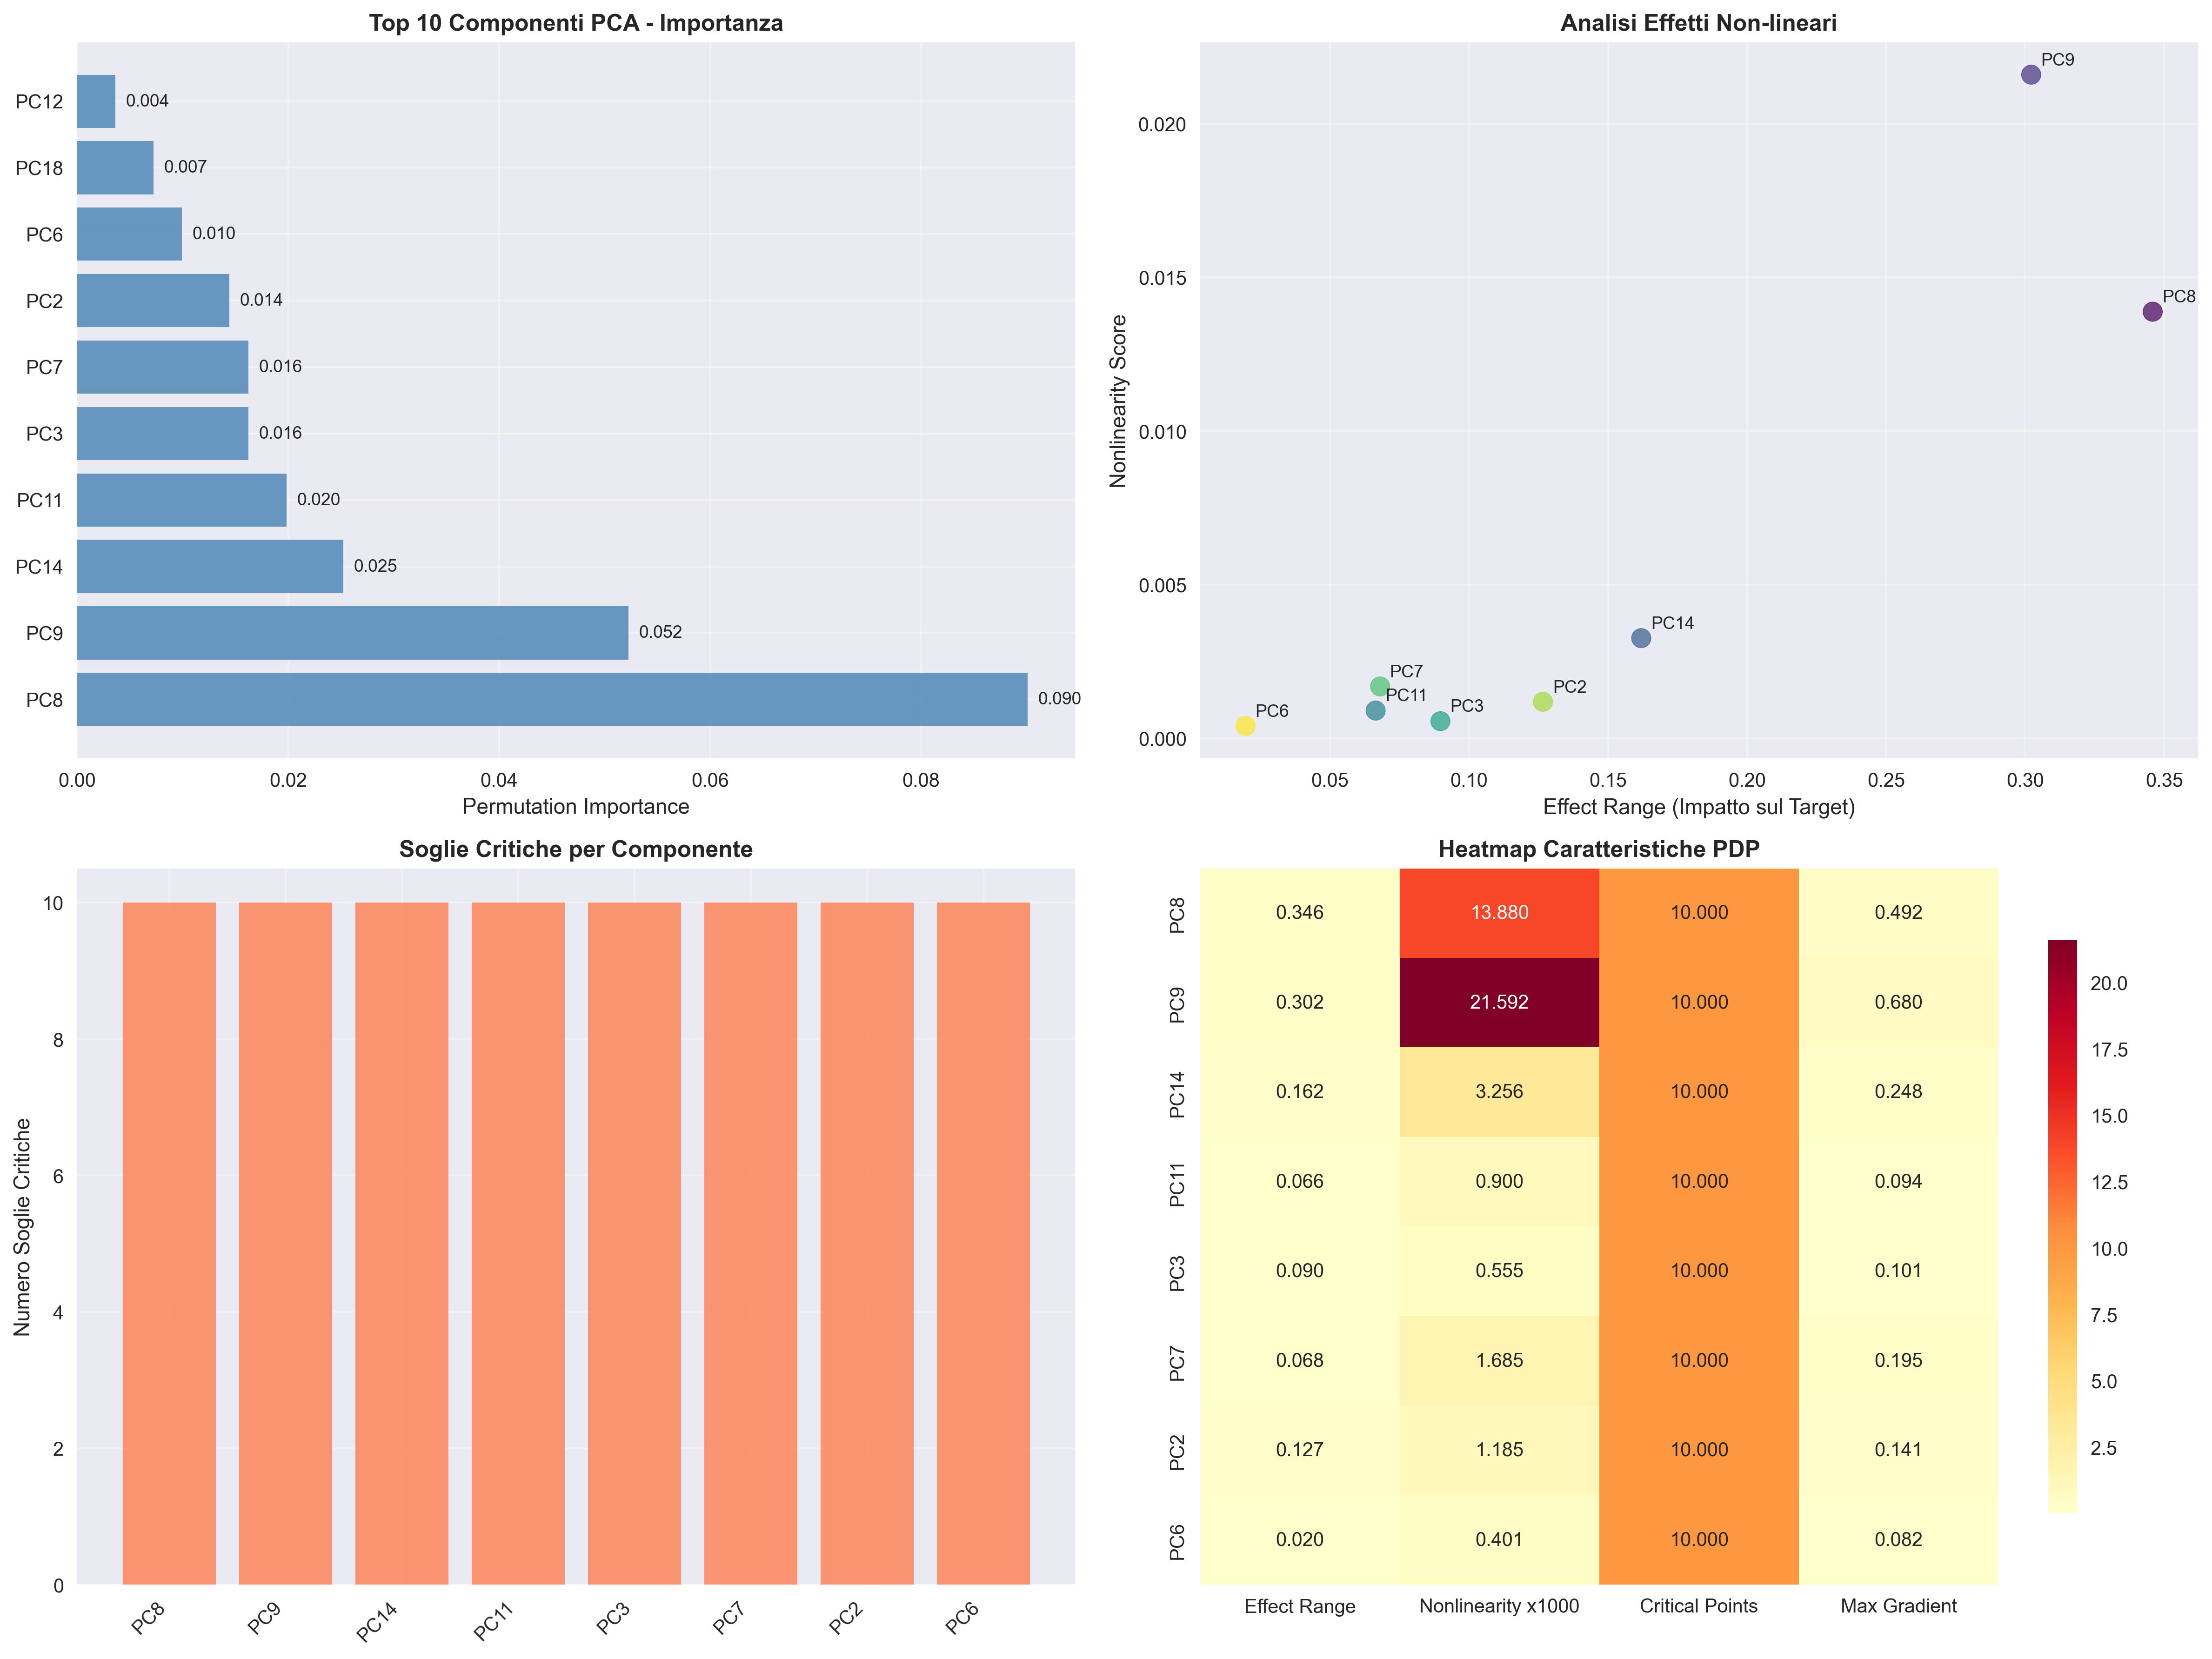 Top 10 Componenti PCA - Importanza
PC12
0.004
PC18
0.007
PC6
0.010
PC2
0.014
PC7
0.016
PC3
0.016
PC11
0.020
PC14
0.025
PC9
0.052
PC8
0.090
0.00 0.02 0.04 0.06 0.08
Permutation Importance
Analisi Effetti Non-lineari
Nonlinearity Score
0.020
0.015
0.010
0.005
0.000
PC9
PC8
PC14
PC7
PC11
PC2
PC3
PC6
0.05 0.10 0.15 0.20 0.25 0.30 0.35
Effect Range (Impatto sul Target)
Soglie Critiche per Componente
Numero Soglie Critiche
10
8
6
4
2
0
PC8 PC9 PC14 PC11 PC3 PC7 PC2 PC6
Heatmap Caratteristiche PDP
PC8 0.346 13.880 10.000 0.492
PC9 0.302 21.592 10.000 0.680
PC14 0.162 3.256 10.000 0.248
PC11 0.066 0.900 10.000 0.094
PC3 0.090 0.555 10.000 0.101
PC7 0.068 1.685 10.000 0.195
PC2 0.127 1.185 10.000 0.141
PC6 0.020 0.401 10.000 0.082
Effect Range Nonlinearity x1000 Critical Points Max Gradient
20.0
17.5
15.0
12.5
10.0
7.5
5.0
2.5